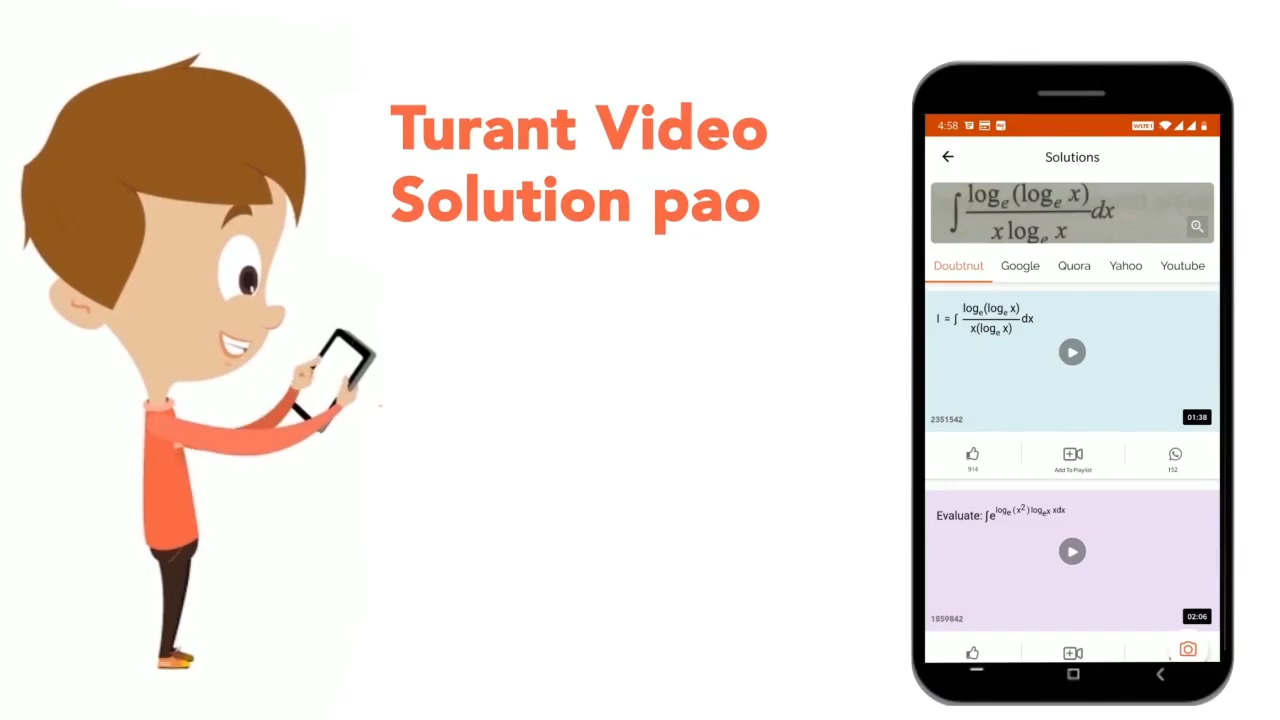 Turant Video
Solution pao
4:58
Solutions
∫ logₑ(logₑ x) / x logₑ x dx
Doubtnut Google Quora Yahoo Youtube
I = ∫ logₑ(logₑ x) / x(logₑ x) dx
2351542 01:38
914 Add To Playlist 152
Evaluate: ∫e^logₑ(x²)logₑx xdx
1859842 02:06